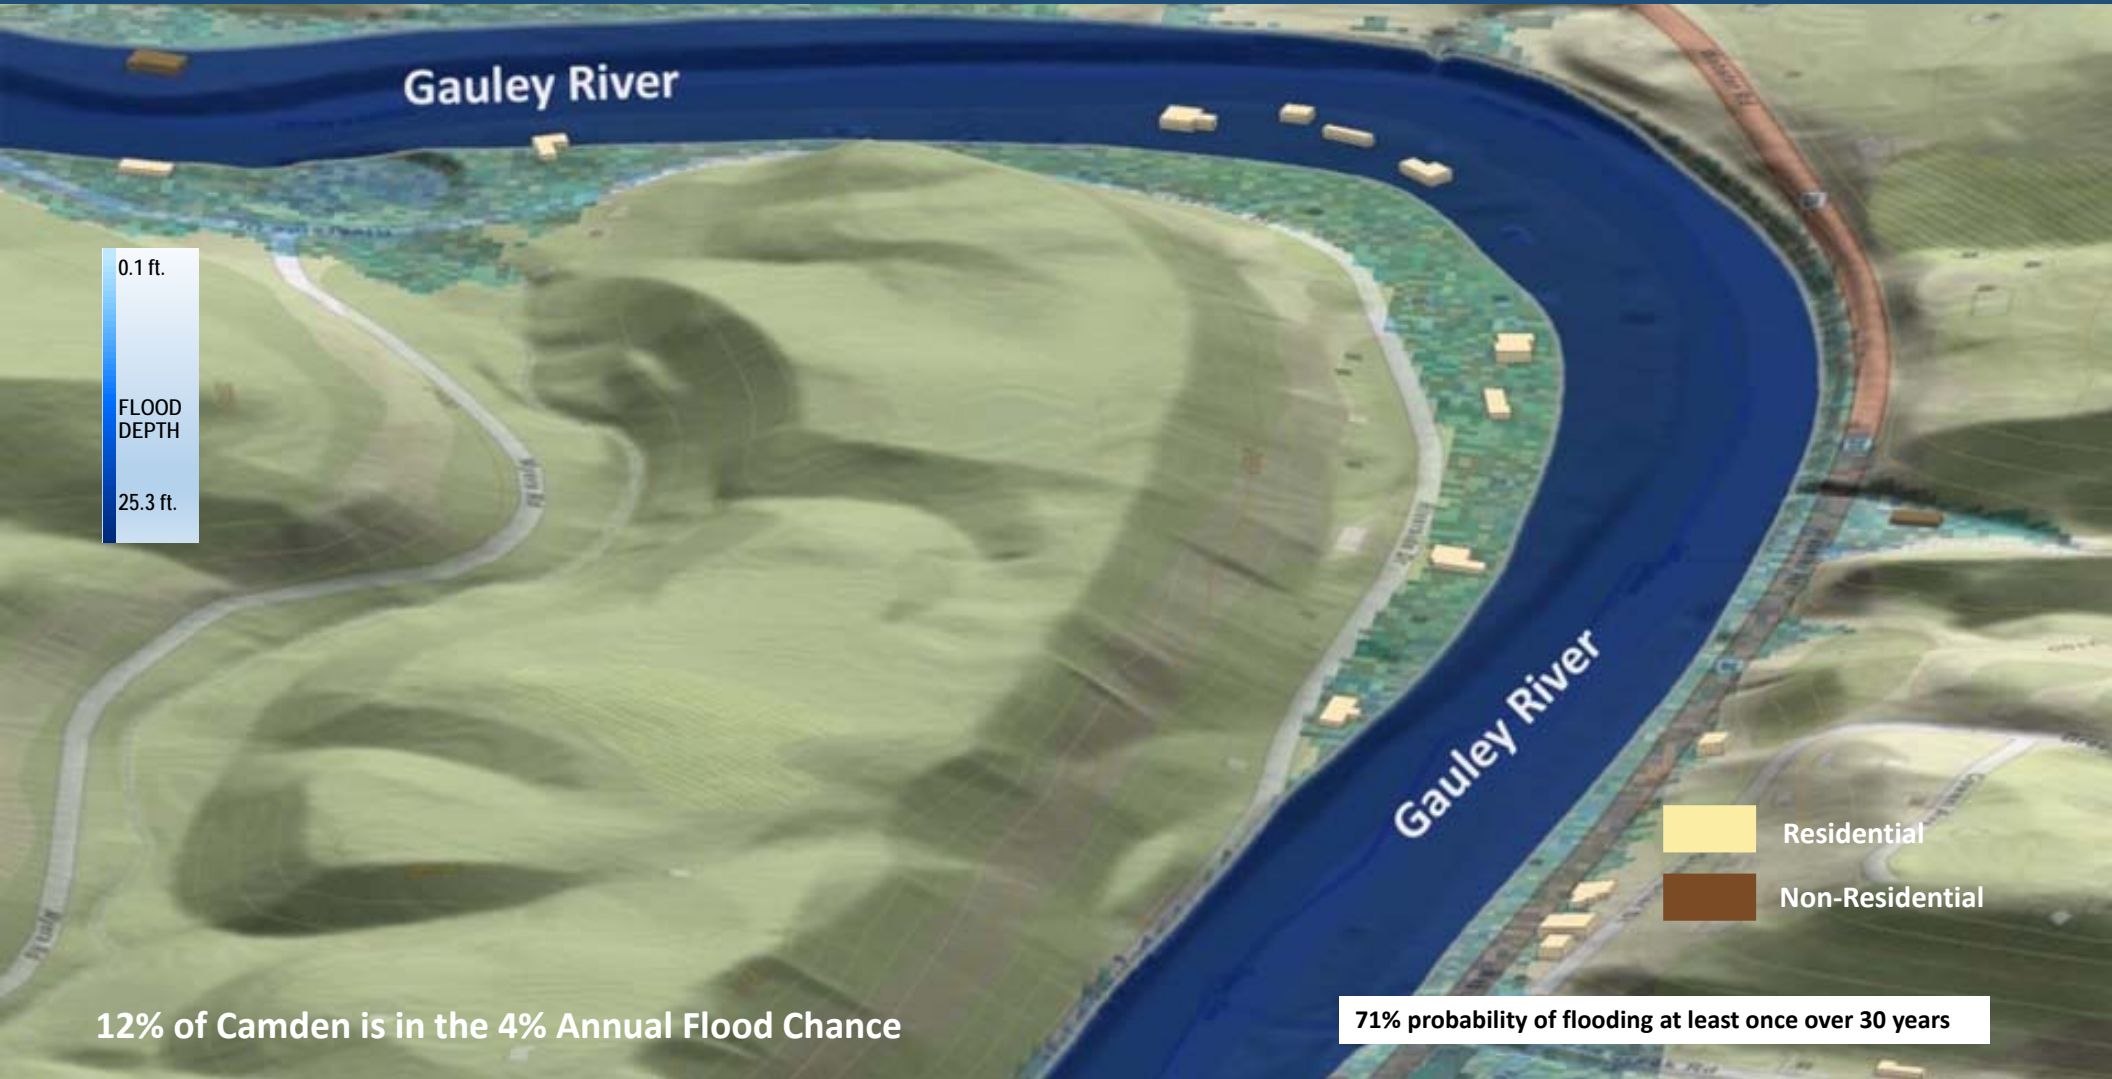 Gauley River
0.1 ft.
FLOOD
DEPTH
25.3 ft.
Gauley River
Residential
Non-Residential
12% of Camden is in the 4% Annual Flood Chance
71% probability of flooding at least once over 30 years